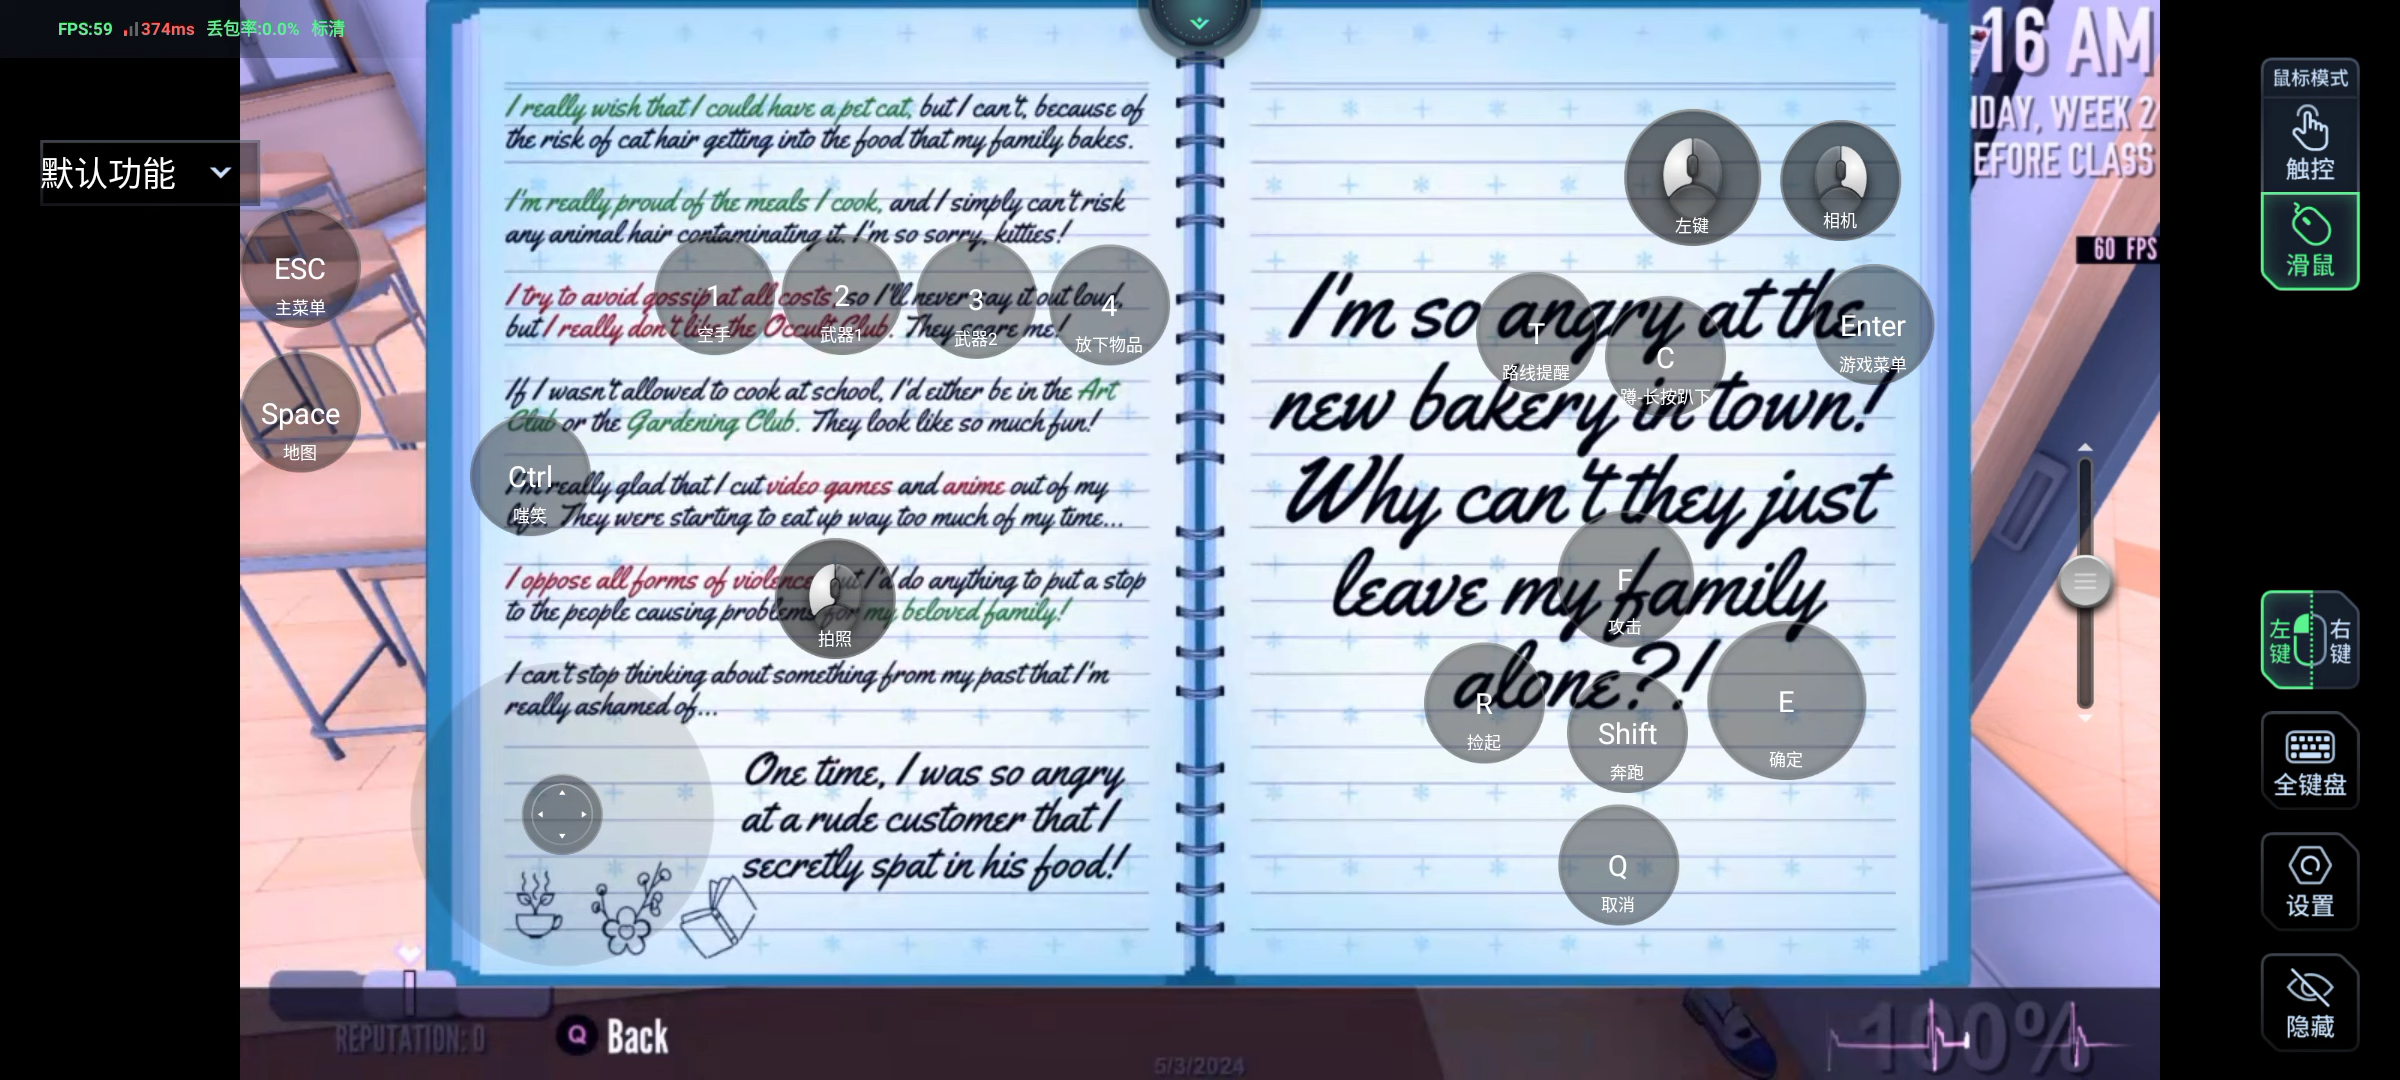 FPS:59 374ms 丢包率:0.0% 标清
默认功能
ESC
主菜单
Space
地图
I really wish that I could have a pet cat, but I can't, because of
the risk of cat hair getting into the food that my family bakes.
I'm really proud of the meals I cook, and I simply can't risk
any animal hair contaminating it. I'm so sorry, kitties!
I try to avoid gossip at all costs, so I'll never say it out loud,
but I really don't like the Occult Club. They scare me!
1
空手
2
武器1
3
武器2
4
放下物品
If I wasn't allowed to cook at school, I'd either be in the Art
Club or the Gardening Club. They look like so much fun!
Ctrl
嗤笑
I'm really glad that I cut video games and anime out of my
life. They were starting to eat up way too much of my time...
I oppose all forms of violence, but I'd do anything to put a stop
to the people causing problems for my beloved family!
拍照
I can't stop thinking about something from my past that I'm
really ashamed of...
One time, I was so angry
at a rude customer that I
secretly spat in his food!
I'm so angry at the
new bakery in town!
Why can't they just
leave my family
alone?!
左键
相机
T
路线提醒
C
蹲-长按趴下
Enter
游戏菜单
F
攻击
R
捡起
Shift
奔跑
E
确定
Q
取消
16 AM
DAY, WEEK 2
EFORE CLASS
60 FPS
REPUTATION: 0
Q Back
5/3/2024
100%
鼠标模式
触控
滑鼠
左键
右键
全键盘
设置
隐藏